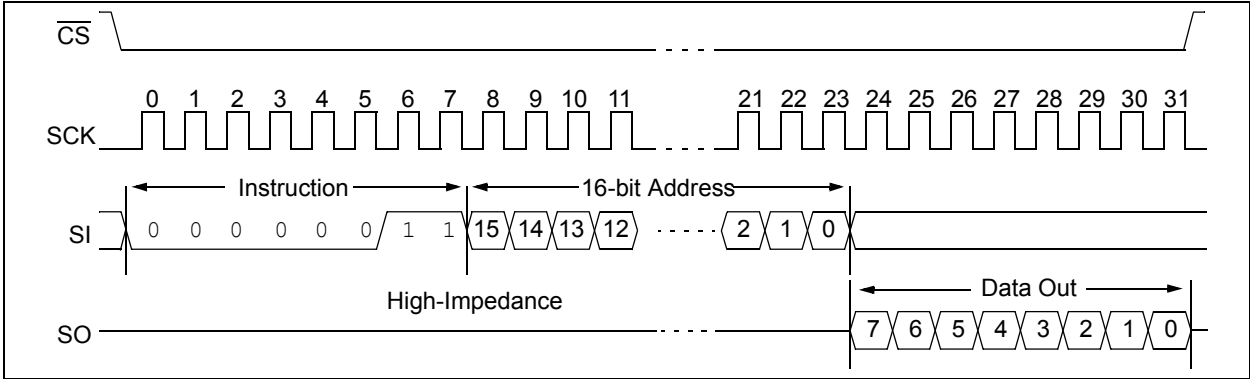 CS
0 1 2 3 4 5 6 7 8 9 10 11 21 22 23 24 25 26 27 28 29 30 31
SCK
Instruction 16-bit Address
SI 0 0 0 0 0 0 1 1 15 14 13 12 2 1 0
High-Impedance Data Out
SO 7 6 5 4 3 2 1 0